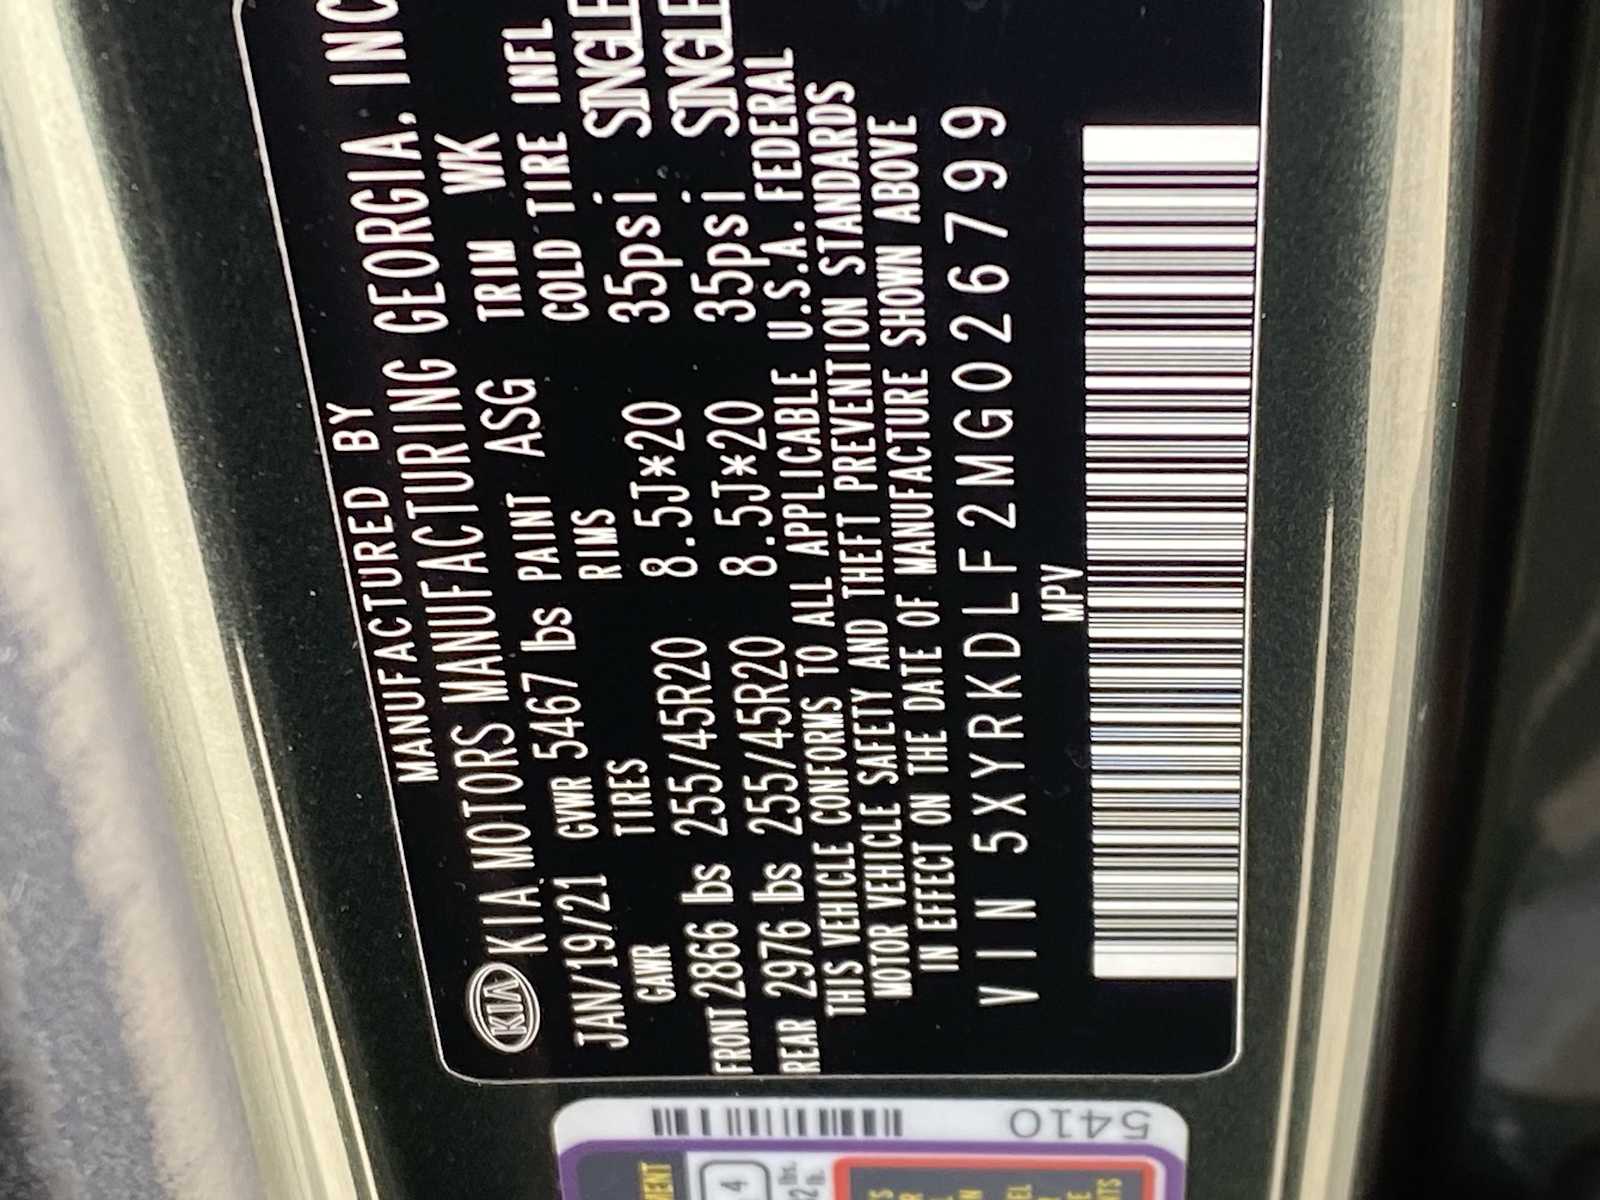 MANUFACTURED BY
KIA KIA MOTORS MANUFACTURING GEORGIA, INC
JAN/19/21 GVWR 5467 lbs PAINT ASG TRIM WK
GAWR TIRES RIMS COLD TIRE INFL
FRONT 2866 lbs 255/45R20 8.5J*20 35psi SINGLE
REAR 2976 lbs 255/45R20 8.5J*20 35psi SINGLE
THIS VEHICLE CONFORMS TO ALL APPLICABLE U.S.A. FEDERAL
MOTOR VEHICLE SAFETY AND THEFT PREVENTION STANDARDS
IN EFFECT ON THE DATE OF MANUFACTURE SHOWN ABOVE
VIN 5XYRKDLF2MG026799
MPV
5410